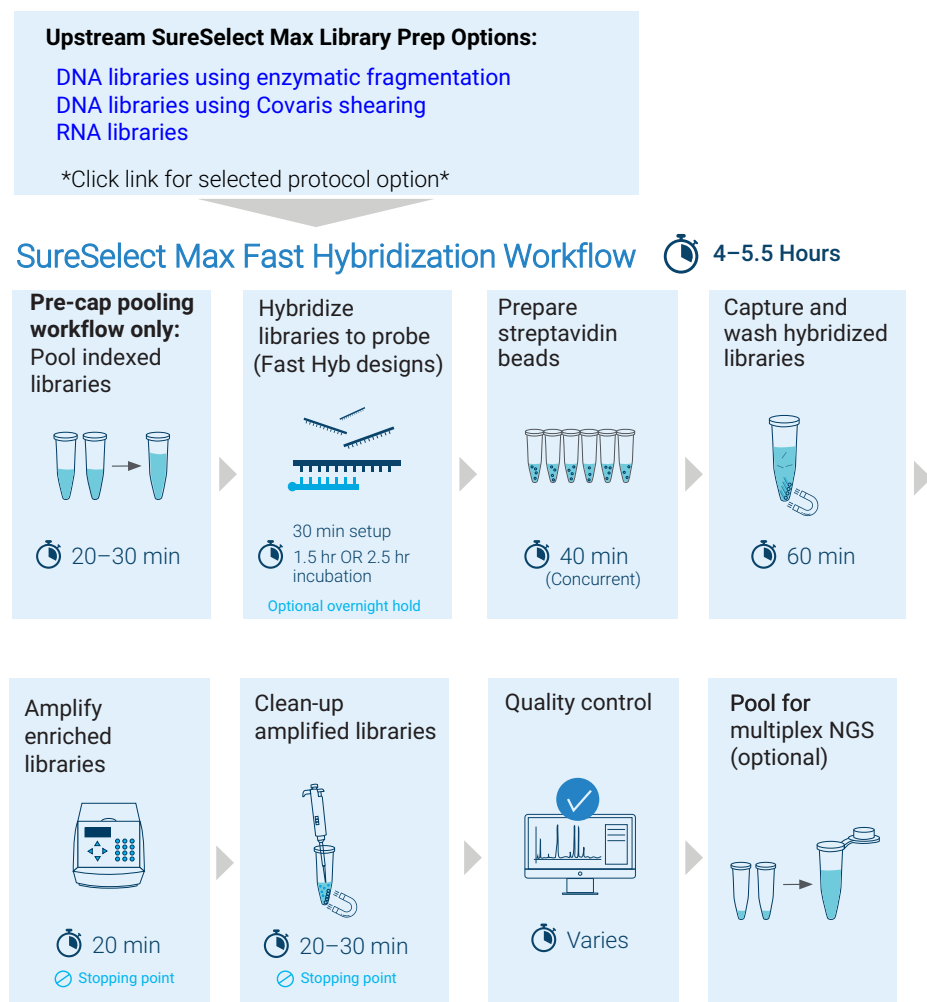 Upstream SureSelect Max Library Prep Options:
DNA libraries using enzymatic fragmentation
DNA libraries using Covaris shearing
RNA libraries
*Click link for selected protocol option*
SureSelect Max Fast Hybridization Workflow
4–5.5 Hours
Pre-cap pooling
workflow only:
Pool indexed
libraries
20–30 min
Hybridize
libraries to probe
(Fast Hyb designs)
30 min setup
1.5 hr OR 2.5 hr
incubation
Optional overnight hold
Prepare
streptavidin
beads
40 min
(Concurrent)
Capture and
wash hybridized
libraries
60 min
Amplify
enriched
libraries
20 min
Stopping point
Clean-up
amplified libraries
20–30 min
Stopping point
Quality control
Varies
Pool for
multiplex NGS
(optional)